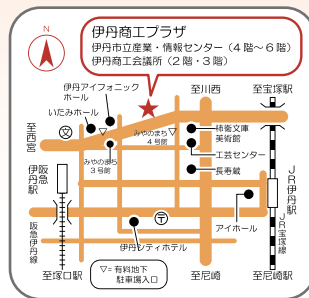 伊丹商工プラザ
伊丹市立産業・情報センター(4階～6階)
伊丹商工会議所(2階・3階)
N
伊丹アイフォニック
ホール
いたみホール
至川西
至宝塚駅
至西宮
文
みやのまち
4号館
柿衞文庫
美術館
工芸センター
長寿蔵
みやのまち
3号館
阪急
伊丹駅
JR伊丹駅
アイホール
〒
阪急伊丹線
JR宝塚線
伊丹シティホテル
▽=有料地下
駐車場入口
至塚口駅
至尼崎
至尼崎駅